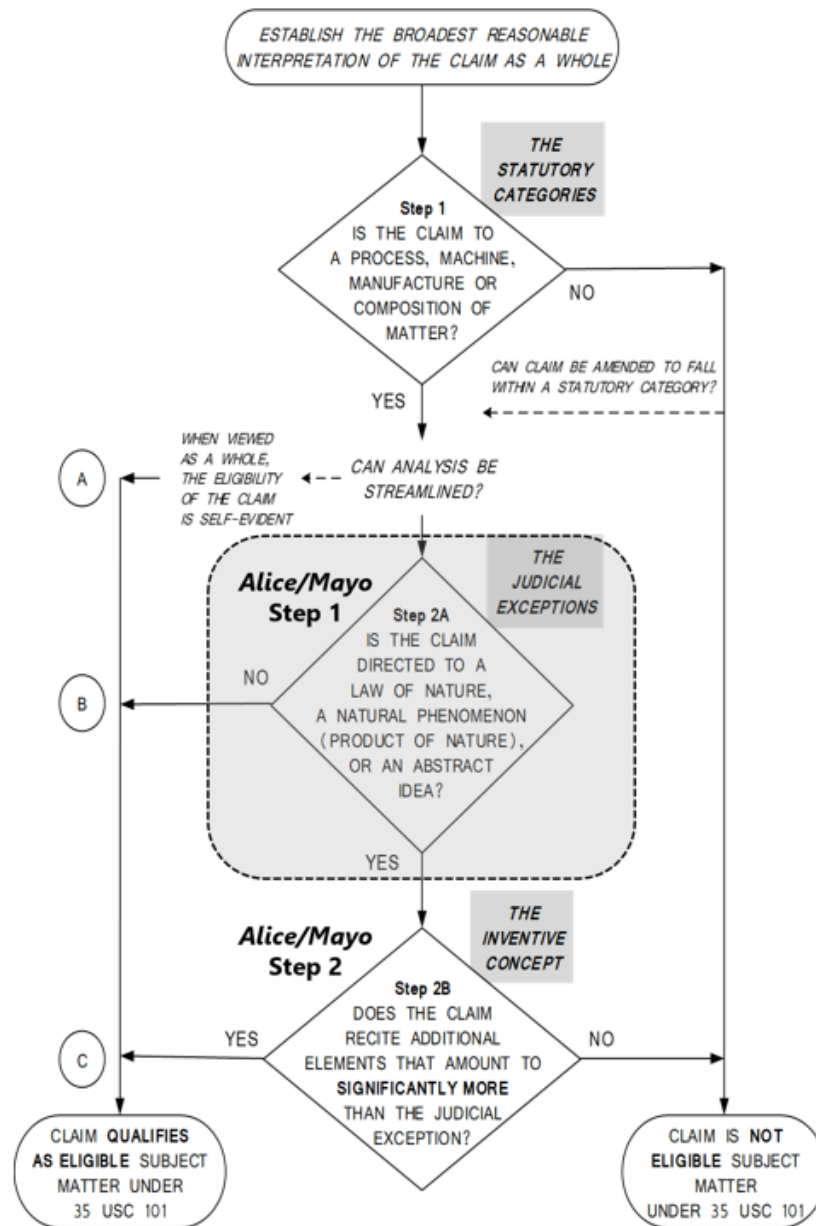 ESTABLISH THE BROADEST REASONABLE
INTERPRETATION OF THE CLAIM AS A WHOLE
THE
STATUTORY
CATEGORIES
Step 1
IS THE CLAIM TO
A PROCESS, MACHINE,
MANUFACTURE OR
COMPOSITION OF
MATTER?
NO
CAN CLAIM BE AMENDED TO FALL
WITHIN A STATUTORY CATEGORY?
YES
WHEN VIEWED
AS A WHOLE,
THE ELIGIBILITY
OF THE CLAIM
IS SELF-EVIDENT
A
CAN ANALYSIS BE
STREAMLINED?
THE
JUDICIAL
EXCEPTIONS
Alice/Mayo
Step 1
Step 2A
IS THE CLAIM
DIRECTED TO A
LAW OF NATURE,
A NATURAL PHENOMENON
(PRODUCT OF NATURE),
OR AN ABSTRACT
IDEA?
NO
B
YES
THE
INVENTIVE
CONCEPT
Alice/Mayo
Step 2
Step 2B
DOES THE CLAIM
RECITE ADDITIONAL
ELEMENTS THAT AMOUNT TO
SIGNIFICANTLY MORE
THAN THE JUDICIAL
EXCEPTION?
YES
NO
C
CLAIM QUALIFIES
AS ELIGIBLE SUBJECT
MATTER UNDER
35 USC 101
CLAIM IS NOT
ELIGIBLE SUBJECT
MATTER
UNDER 35 USC 101